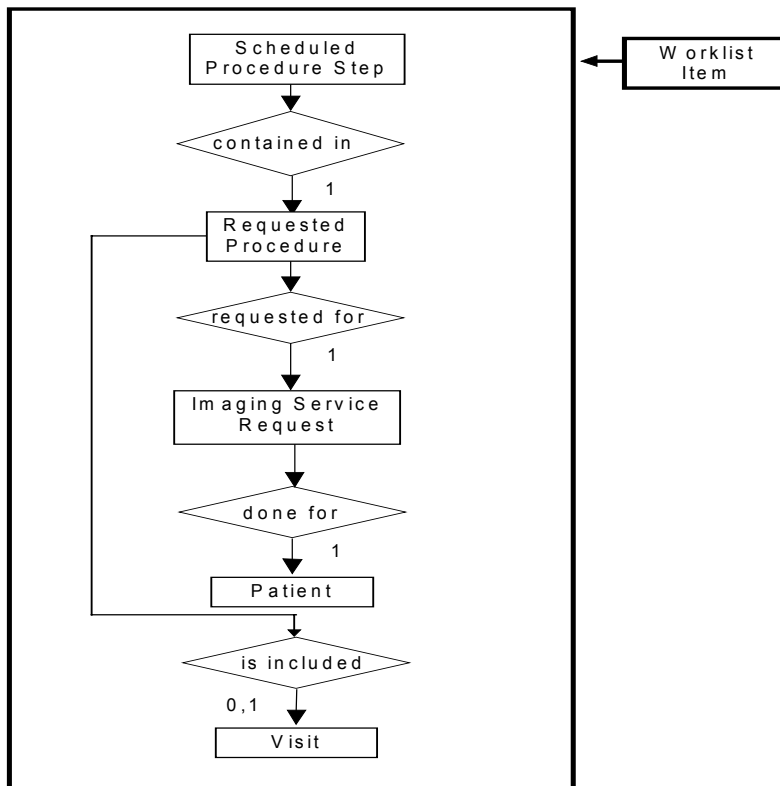 Scheduled
Procedure Step
Worklist
Item
contained in
1
Requested
Procedure
requested for
1
Imaging Service
Request
done for
1
Patient
is included
0,1
Visit